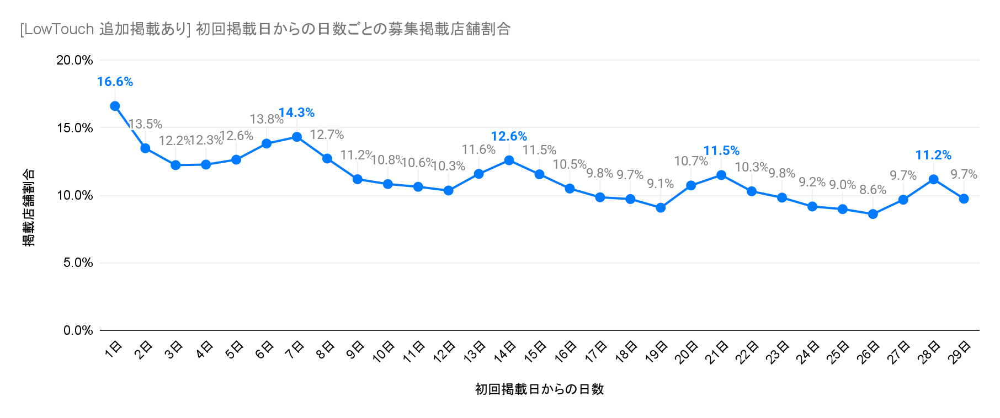 [LowTouch 追加掲載あり] 初回掲載日からの日数ごとの募集掲載店舗割合
20.0%
15.0%
10.0%
5.0%
0.0%
掲載店舗割合
16.6%
13.5%
12.2%
12.3%
12.6%
13.8%
14.3%
12.7%
11.2%
10.8%
10.6%
10.3%
11.6%
12.6%
11.5%
10.5%
9.8%
9.7%
9.1%
10.7%
11.5%
10.3%
9.8%
9.2%
9.0%
8.6%
9.7%
11.2%
9.7%
1日
2日
3日
4日
5日
6日
7日
8日
9日
10日
11日
12日
13日
14日
15日
16日
17日
18日
19日
20日
21日
22日
23日
24日
25日
26日
27日
28日
29日
初回掲載日からの日数